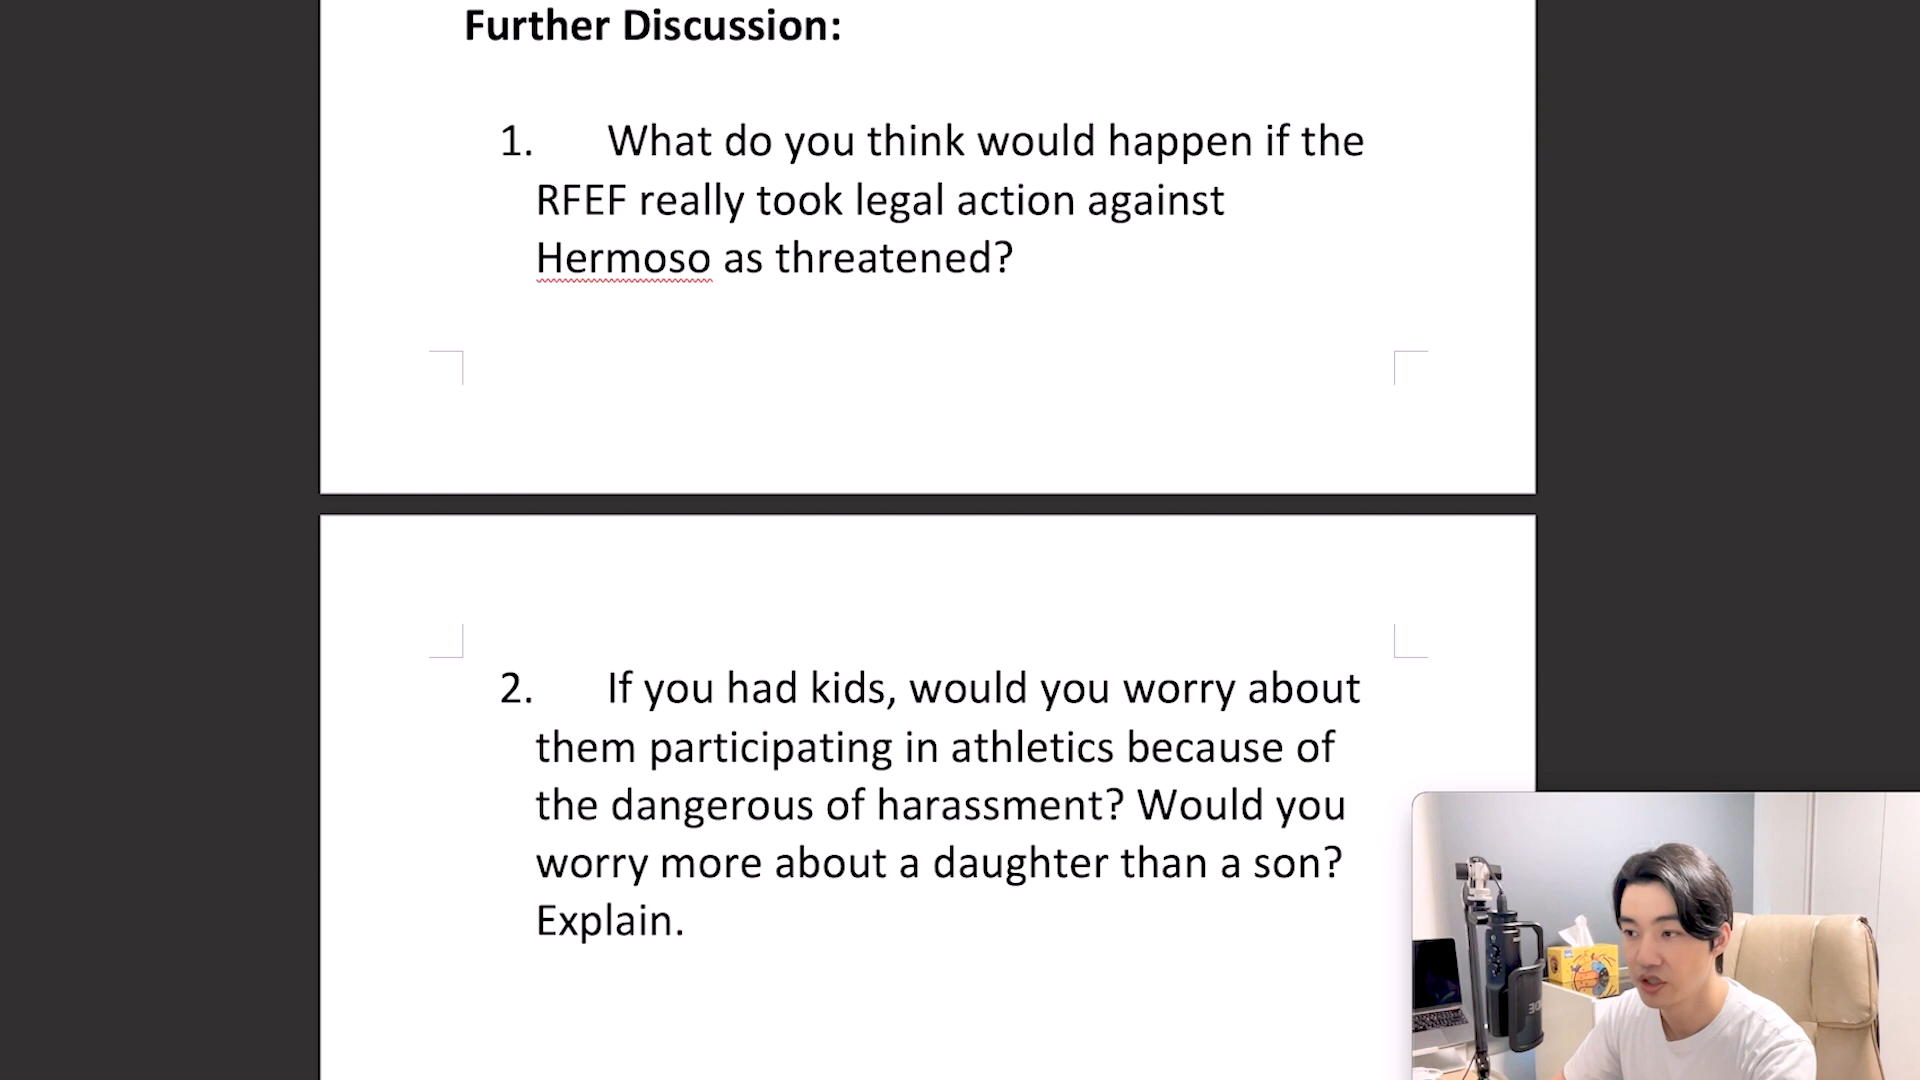 Further Discussion:
1. What do you think would happen if the
RFEF really took legal action against
Hermoso as threatened?
2. If you had kids, would you worry about
them participating in athletics because of
the dangerous of harassment? Would you
worry more about a daughter than a son?
Explain.